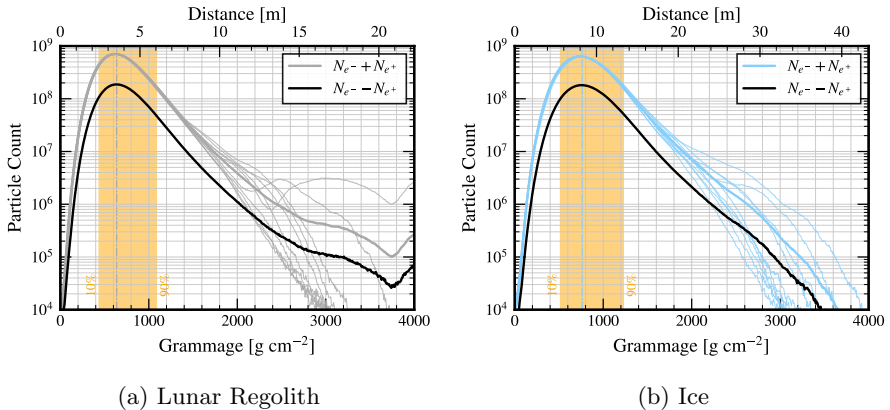 Distance [m]
0 5 10 15 20
10⁹
10⁸
10⁷
10⁶
10⁵
10⁴
Particle Count
N_{e⁻} + N_{e⁺}
N_{e⁻} − N_{e⁺}
10%
90%
0 1000 2000 3000 4000
Grammage [g cm⁻²]
(a) Lunar Regolith
Distance [m]
0 10 20 30 40
10⁹
10⁸
10⁷
10⁶
10⁵
10⁴
Particle Count
N_{e⁻} + N_{e⁺}
N_{e⁻} − N_{e⁺}
10%
90%
0 1000 2000 3000 4000
Grammage [g cm⁻²]
(b) Ice